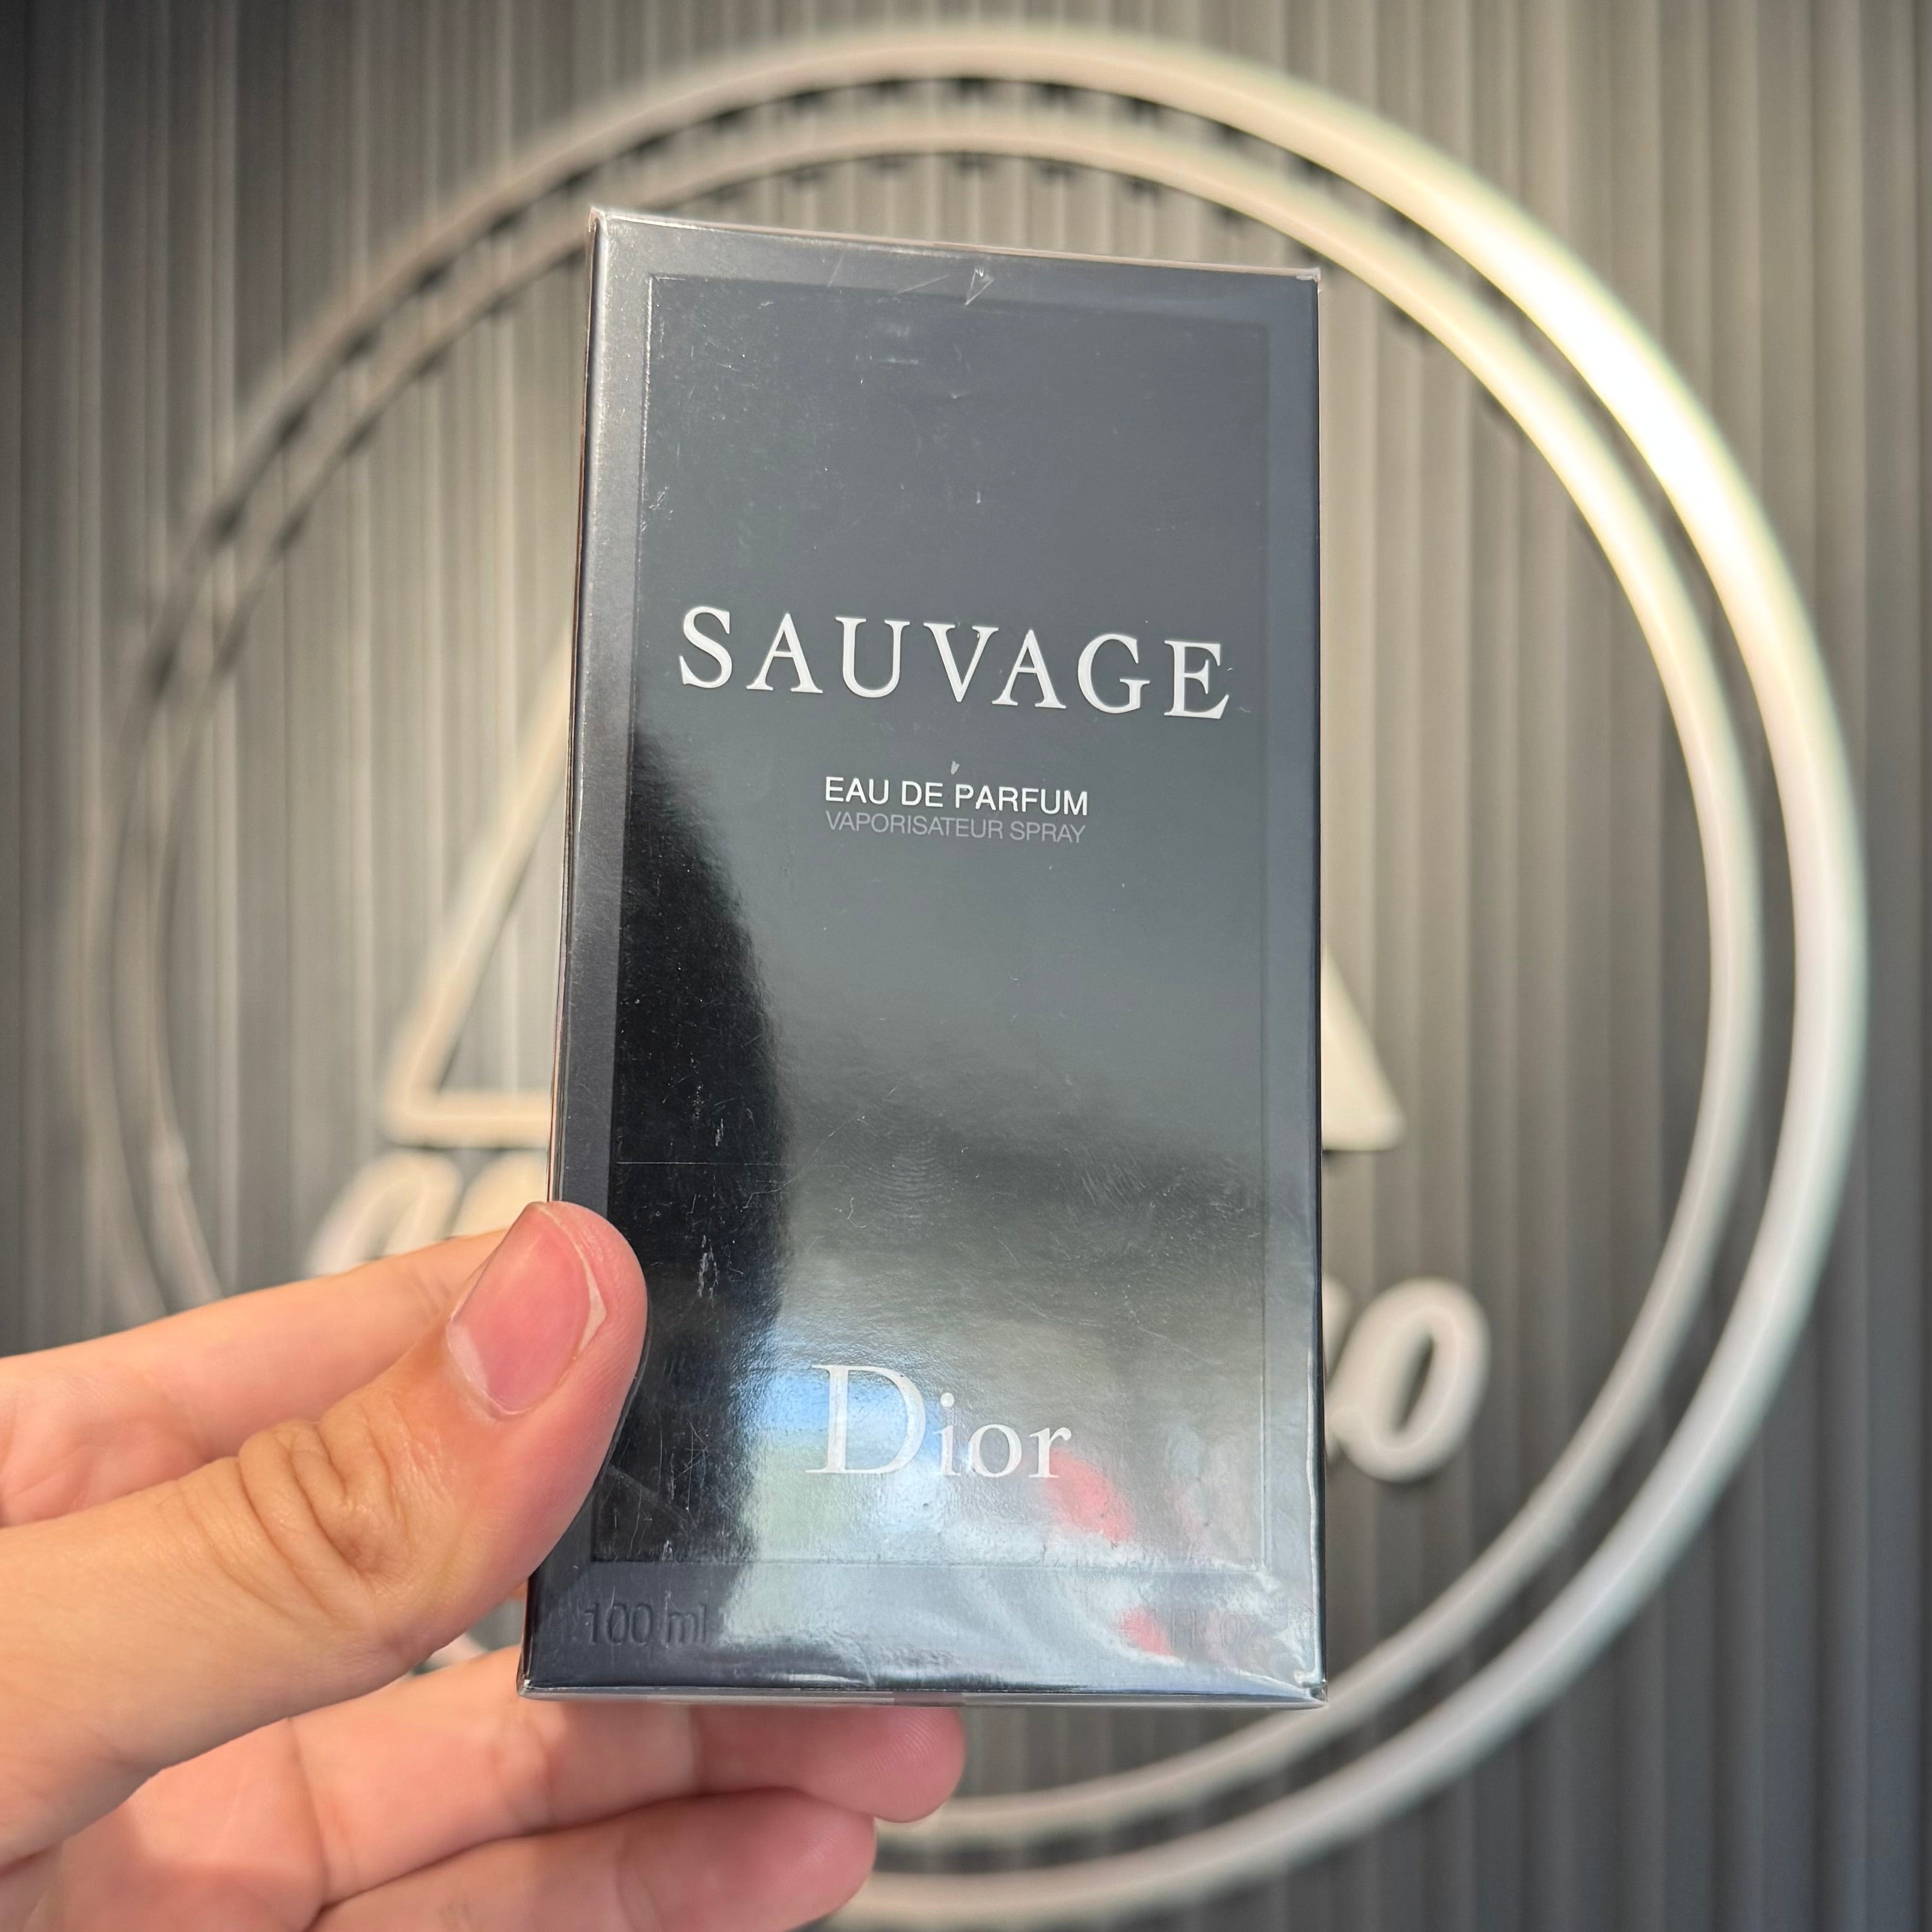 SAUVAGE
EAU DE PARFUM
VAPORISATEUR SPRAY
Dior
100 ml